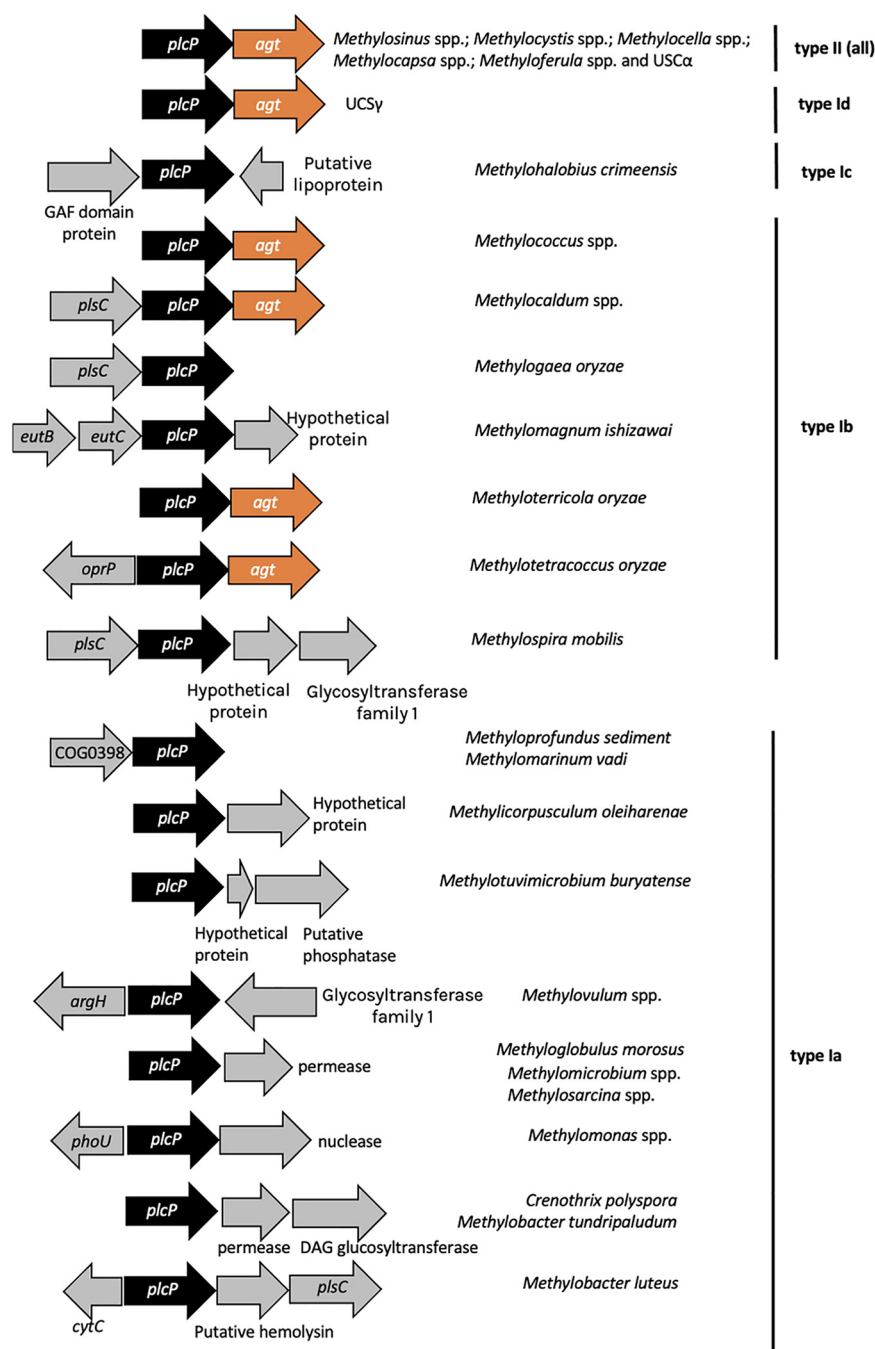 plcP agt Methylosinus spp.; Methylocystis spp.; Methylocella spp.;
Methylocapsa spp.; Methyloferula spp. and USCα
type II (all)
plcP agt UCSγ type Id
plcP Putative
lipoprotein
Methylohalobius crimeensis type Ic
GAF domain
protein
plcP agt Methylococcus spp.
plsC plcP agt Methylocaldum spp.
plsC plcP Methylogaea oryzae
eutB eutC plcP Hypothetical
protein
Methylomagnum ishizawai
type Ib
plcP agt Methyloterricola oryzae
oprP plcP agt Methylotetracoccus oryzae
plsC plcP Methylospira mobilis
Hypothetical
protein
Glycosyltransferase
family 1
COG0398 plcP Methyloprofundus sediment
Methylomarinum vadi
plcP Hypothetical
protein
Methylicorpusculum oleiharenae
plcP Methylotuvimicrobium buryatense
Hypothetical
protein
Putative
phosphatase
argH plcP Glycosyltransferase
family 1
Methylovulum spp.
type Ia
plcP permease Methyloglobulus morosus
Methylomicrobium spp.
Methylosarcina spp.
phoU plcP nuclease Methylomonas spp.
plcP Crenothrix polyspora
Methylobacter tundripaludum
permease DAG glucosyltransferase
plcP plsC Methylobacter luteus
cytC Putative hemolysin